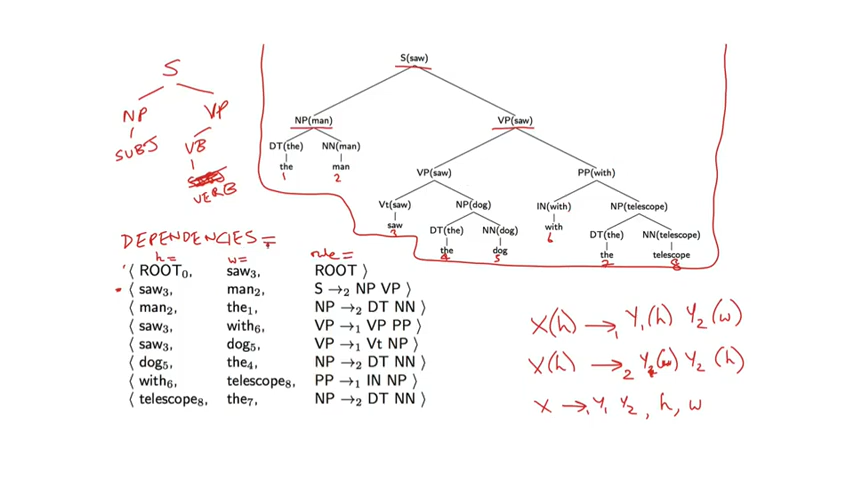 S
NP VP
SUBJ VB
VERB
S(saw)
NP(man) VP(saw)
DT(the) NN(man) VP(saw) PP(with)
the man
1 2
Vt(saw) NP(dog) IN(with) NP(telescope)
saw DT(the) NN(dog) with DT(the) NN(telescope)
3 6
the dog the telescope
4 5 2 8
DEPENDENCIES =
h= w= rule=
⟨ ROOT₀, saw₃, ROOT ⟩
⟨ saw₃, man₂, S →₂ NP VP ⟩
⟨ man₂, the₁, NP →₂ DT NN ⟩
⟨ saw₃, with₆, VP →₁ VP PP ⟩
⟨ saw₃, dog₅, VP →₁ Vt NP ⟩
⟨ dog₅, the₄, NP →₂ DT NN ⟩
⟨ with₆, telescope₈, PP →₁ IN NP ⟩
⟨ telescope₈, the₇, NP →₂ DT NN ⟩
X(h) →₁ Y₁(h) Y₂(w)
X(h) →₂ (w) Y₂(h)
X →₁ Y₁ Y₂, h, w